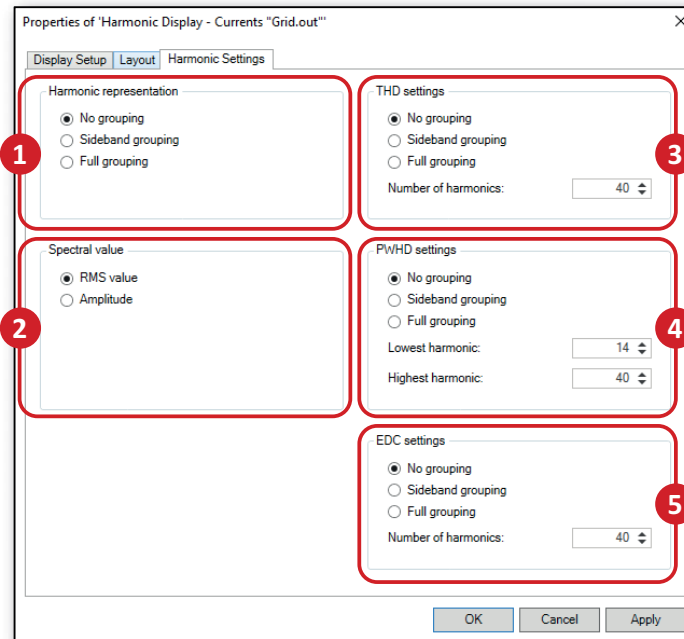 Properties of 'Harmonic Display - Currents "Grid.out"'
Display Setup Layout Harmonic Settings
Harmonic representation
No grouping
Sideband grouping
Full grouping
1
THD settings
No grouping
Sideband grouping
Full grouping
Number of harmonics: 40
3
Spectral value
RMS value
Amplitude
2
PWHD settings
No grouping
Sideband grouping
Full grouping
Lowest harmonic: 14
Highest harmonic: 40
4
EDC settings
No grouping
Sideband grouping
Full grouping
Number of harmonics: 40
5
OK Cancel Apply